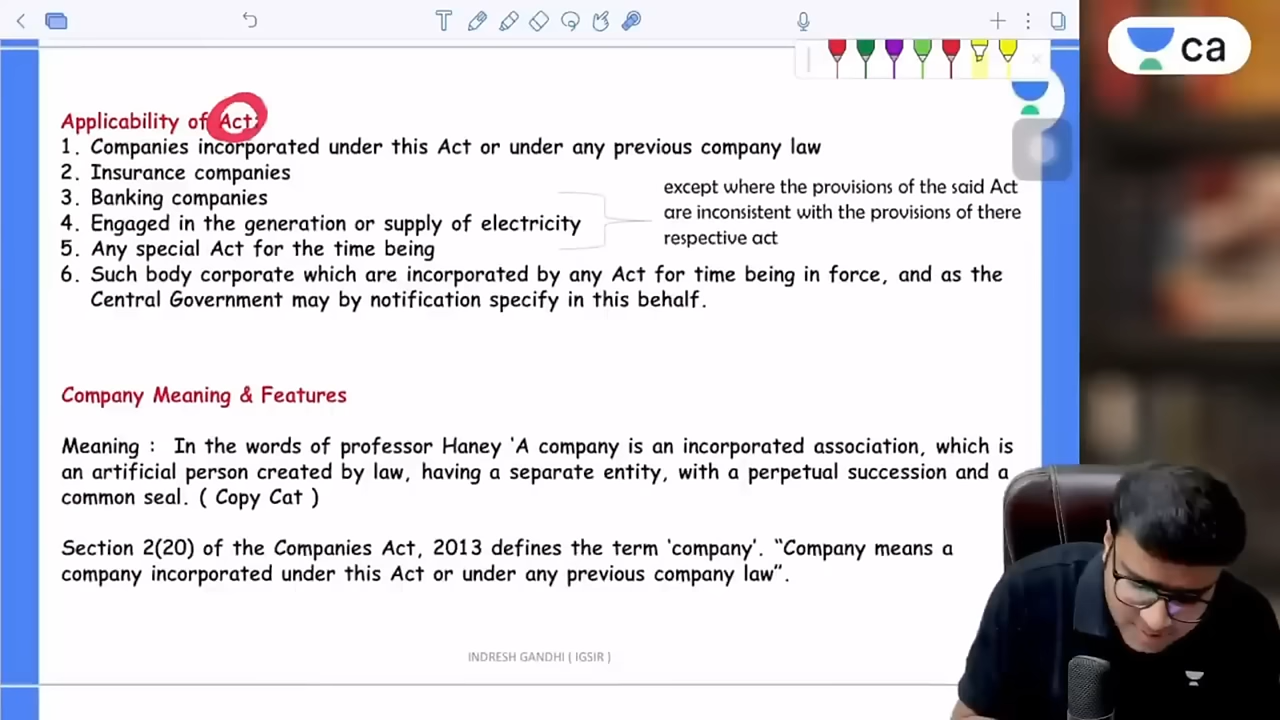 ca
Applicability of Act:
1. Companies incorporated under this Act or under any previous company law
2. Insurance companies
3. Banking companies
4. Engaged in the generation or supply of electricity
5. Any special Act for the time being
except where the provisions of the said Act
are inconsistent with the provisions of there
respective act
6. Such body corporate which are incorporated by any Act for time being in force, and as the
Central Government may by notification specify in this behalf.
Company Meaning & Features
Meaning : In the words of professor Haney ‘A company is an incorporated association, which is
an artificial person created by law, having a separate entity, with a perpetual succession and a
common seal. ( Copy Cat )
Section 2(20) of the Companies Act, 2013 defines the term ‘company’. “Company means a
company incorporated under this Act or under any previous company law”.
INDRESH GANDHI ( IGSIR )